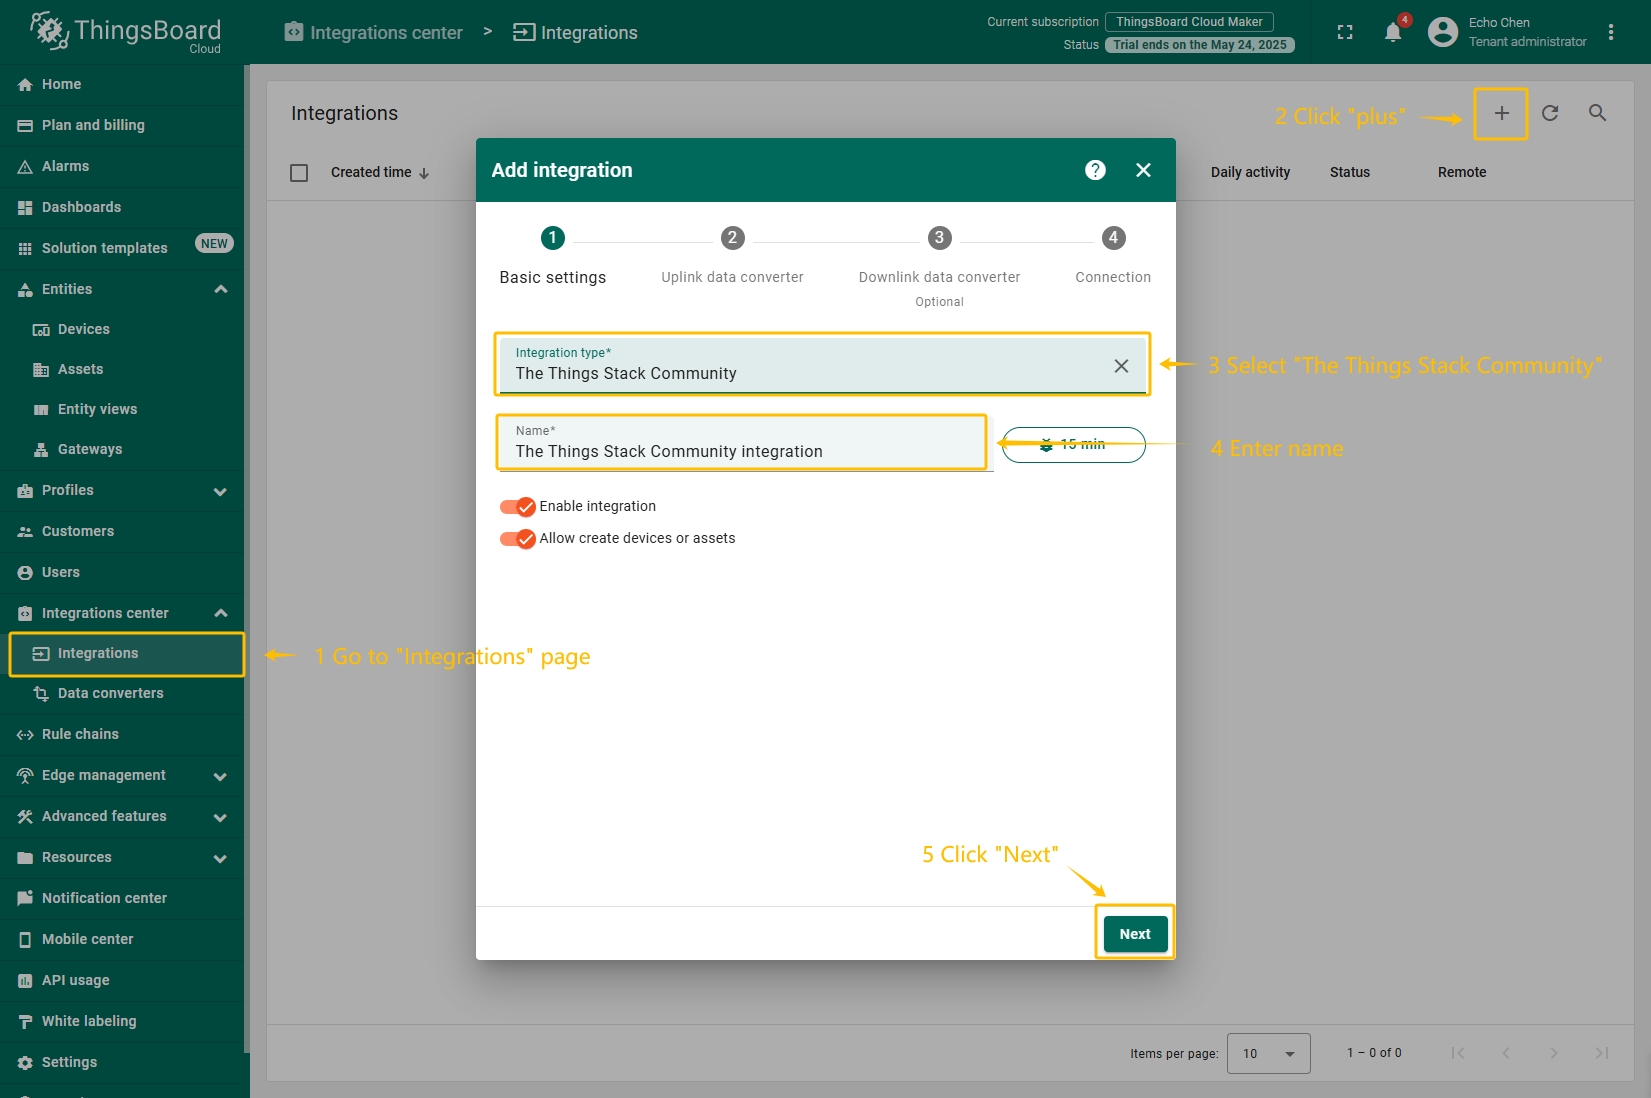 ThingsBoard
Cloud
Integrations center > Integrations
Current subscription ThingsBoard Cloud Maker
Status Trial ends on the May 24, 2025
4
Echo Chen
Tenant administrator
Home
Plan and billing
Alarms
Dashboards
Solution templates NEW
Entities
Devices
Assets
Entity views
Gateways
Profiles
Customers
Users
Integrations center
Integrations
Data converters
Rule chains
Edge management
Advanced features
Resources
Notification center
Mobile center
API usage
White labeling
Settings
Integrations
2 Click "plus"
Created time
Daily activity Status Remote
Add integration
1 2 3 4
Basic settings Uplink data converter Downlink data converter Connection
Optional
Integration type*
The Things Stack Community
3 Select "The Things Stack Community"
Name*
The Things Stack Community integration
15 min
4 Enter name
Enable integration
Allow create devices or assets
1 Go to "Integrations" page
5 Click "Next"
Next
Items per page: 10 1 – 0 of 0